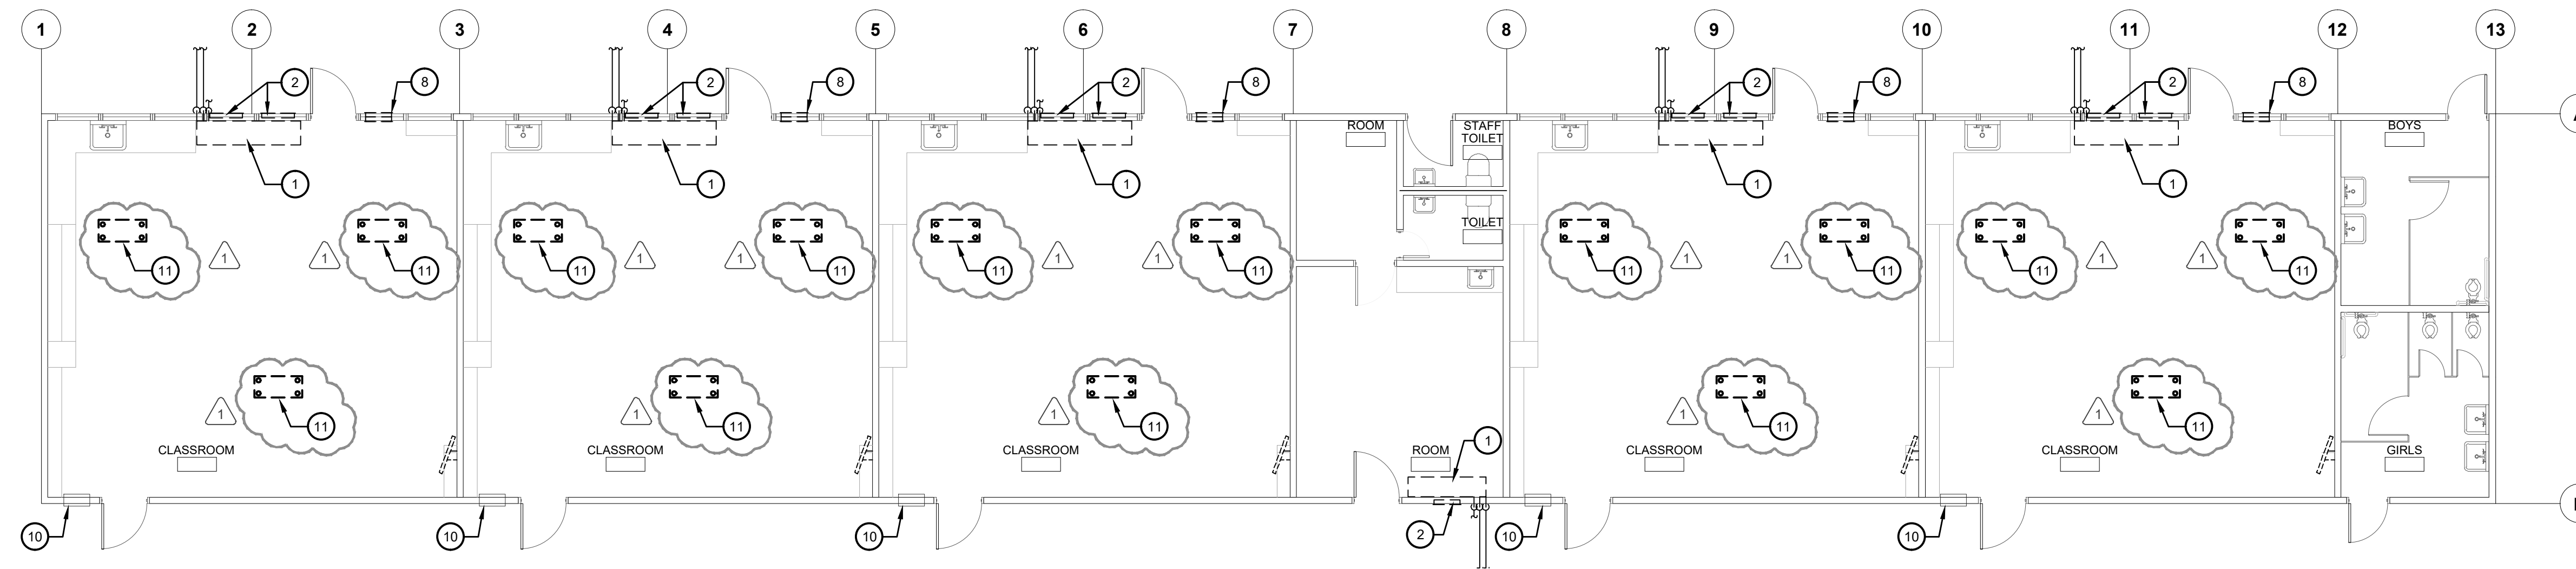 1 2 3 4 5 6 7 8 9 10 11 12 13
2 8 2 8 2 8 2 8 2 8
ROOM STAFF TOILET BOYS
1 1 1 1 1
TOILET
1 1 1 1 1 1 1 1 1 1
11 11 11 11 11 11 11 11 11 11
1 1 1 1 1
11 11 11 11 11
CLASSROOM CLASSROOM CLASSROOM ROOM 1 CLASSROOM CLASSROOM GIRLS
10 10 10 2 10 10